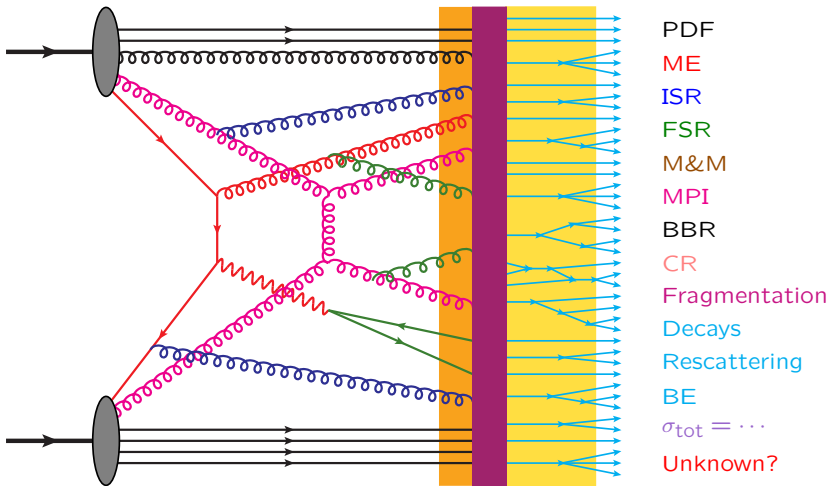 PDF
ME
ISR
FSR
M&M
MPI
BBR
CR
Fragmentation
Decays
Rescattering
BE
σ_tot = ⋯
Unknown?